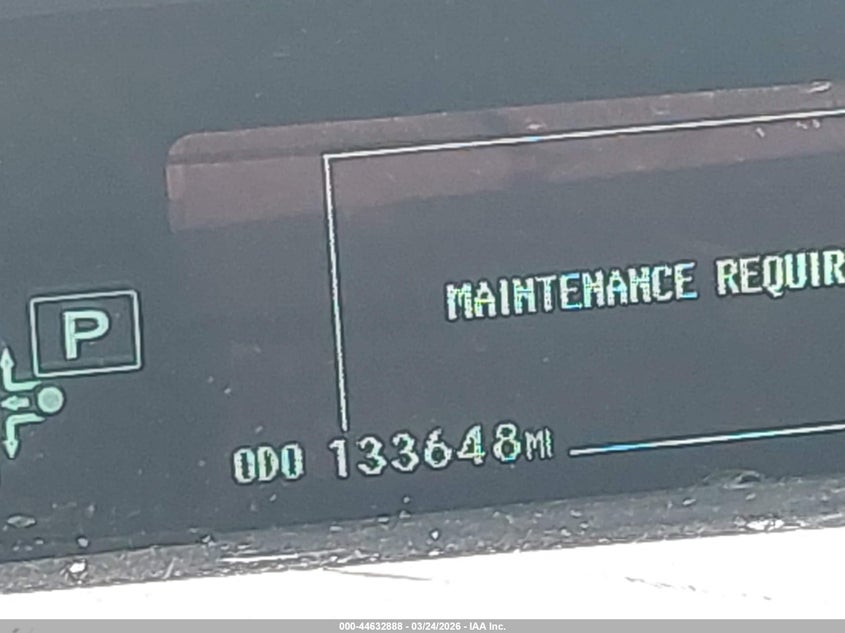 MAINTENANCE REQUIR
P
ODO 133648MI
000-44632888 - 03/24/2026 - IAA Inc.